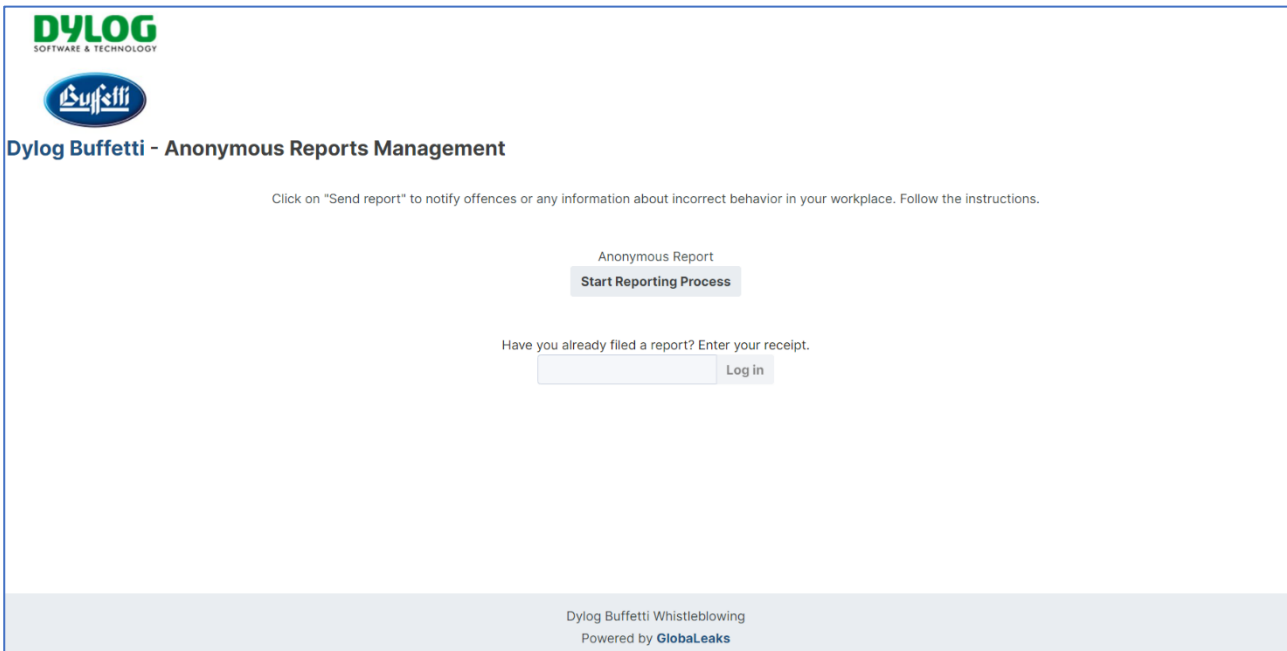 DYLOG
SOFTWARE & TECHNOLOGY
Buffetti
Dylog Buffetti - Anonymous Reports Management
Click on "Send report" to notify offences or any information about incorrect behavior in your workplace. Follow the instructions.
Anonymous Report
Start Reporting Process
Have you already filed a report? Enter your receipt.
Log in
Dylog Buffetti Whistleblowing
Powered by GlobaLeaks